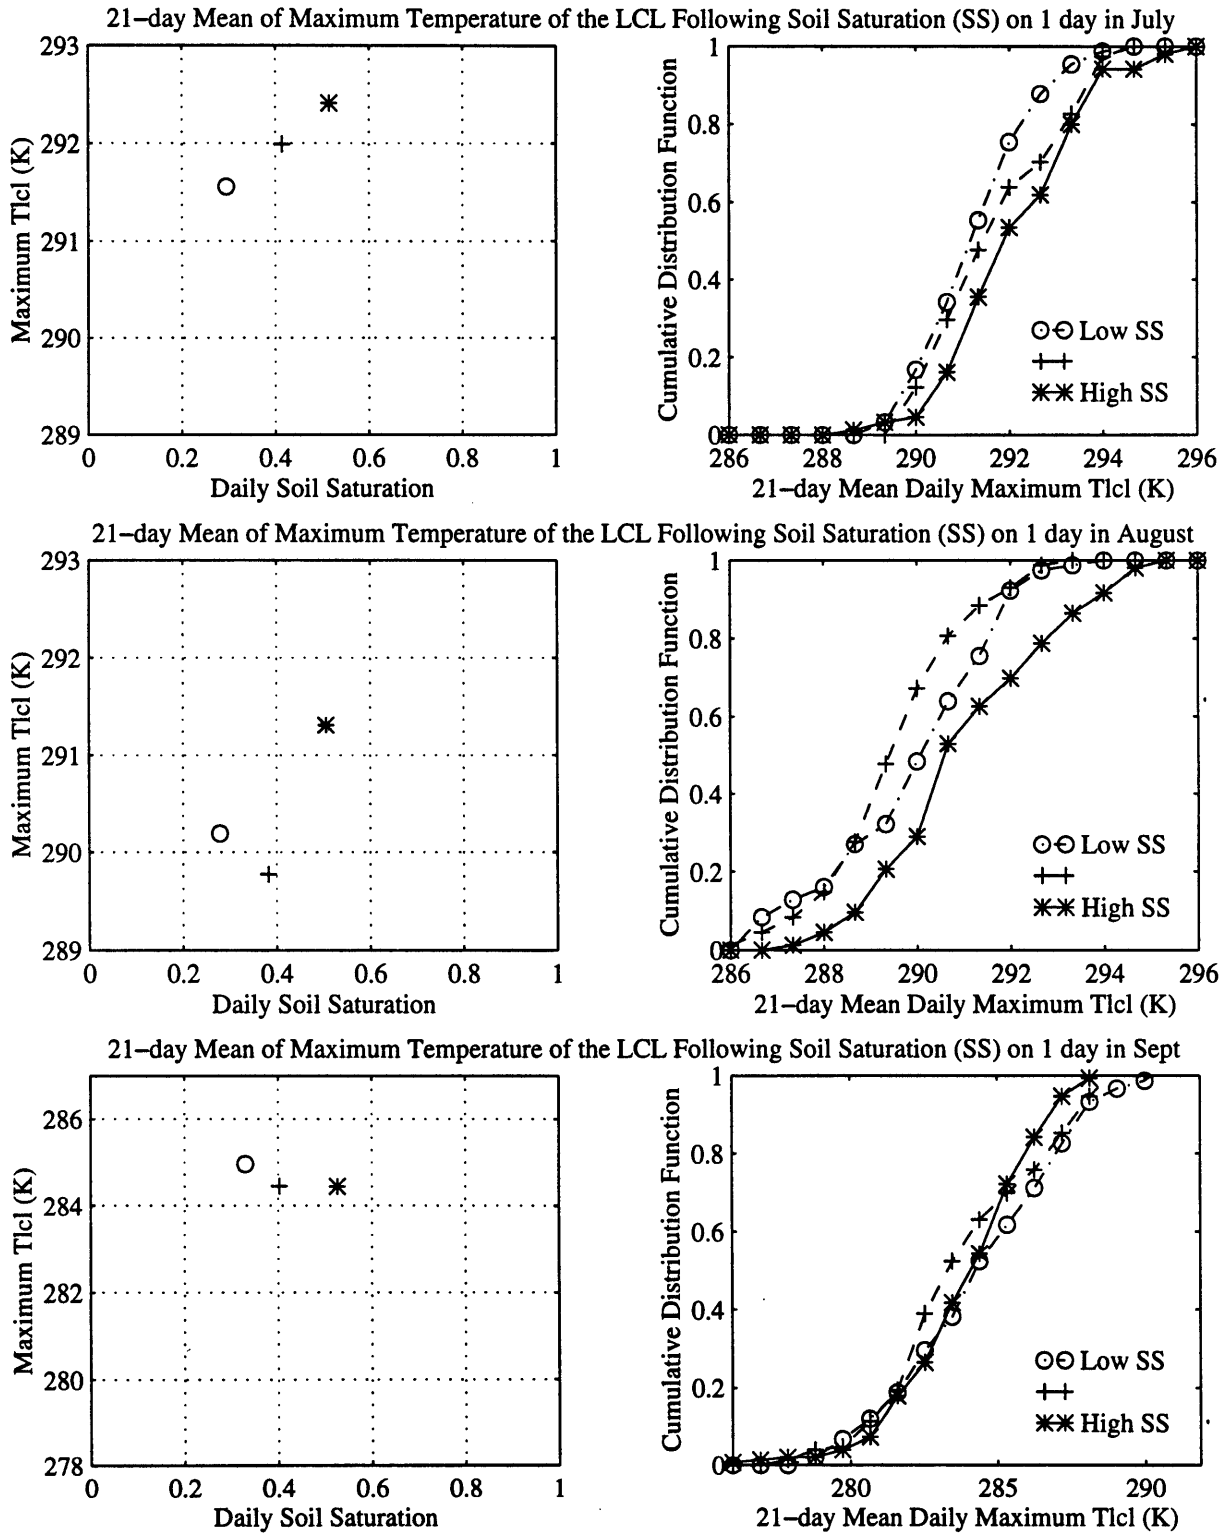 21-day Mean of Maximum Temperature of the LCL Following Soil Saturation (SS) on 1 day in July
293
292
291
290
289
Maximum Tlcl (K)
0 0.2 0.4 0.6 0.8 1
Daily Soil Saturation
1
0.8
0.6
0.4
0.2
0
Cumulative Distribution Function
Low SS
High SS
286 288 290 292 294 296
21-day Mean Daily Maximum Tlcl (K)
21-day Mean of Maximum Temperature of the LCL Following Soil Saturation (SS) on 1 day in August
293
292
291
290
289
Maximum Tlcl (K)
0 0.2 0.4 0.6 0.8 1
Daily Soil Saturation
1
0.8
0.6
0.4
0.2
0
Cumulative Distribution Function
Low SS
High SS
286 288 290 292 294 296
21-day Mean Daily Maximum Tlcl (K)
21-day Mean of Maximum Temperature of the LCL Following Soil Saturation (SS) on 1 day in Sept
286
284
282
280
278
Maximum Tlcl (K)
0 0.2 0.4 0.6 0.8 1
Daily Soil Saturation
1
0.8
0.6
0.4
0.2
0
Cumulative Distribution Function
Low SS
High SS
280 285 290
21-day Mean Daily Maximum Tlcl (K)